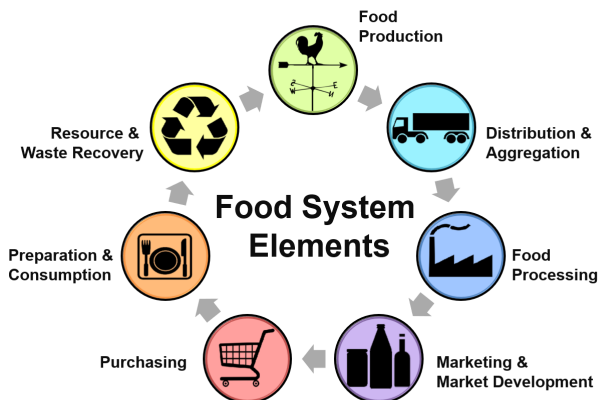 Food
Production
Distribution &
Aggregation
Food
Processing
Marketing &
Market Development
Purchasing
Preparation &
Consumption
Resource &
Waste Recovery
Food System
Elements